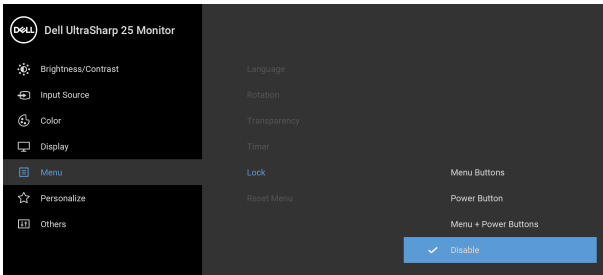 DELL Dell UltraSharp 25 Monitor
Brightness/Contrast Language
Input Source Rotation
Color Transparency
Display Timer
Menu Lock Menu Buttons
Personalize Reset Menu Power Button
Others Menu + Power Buttons
Disable